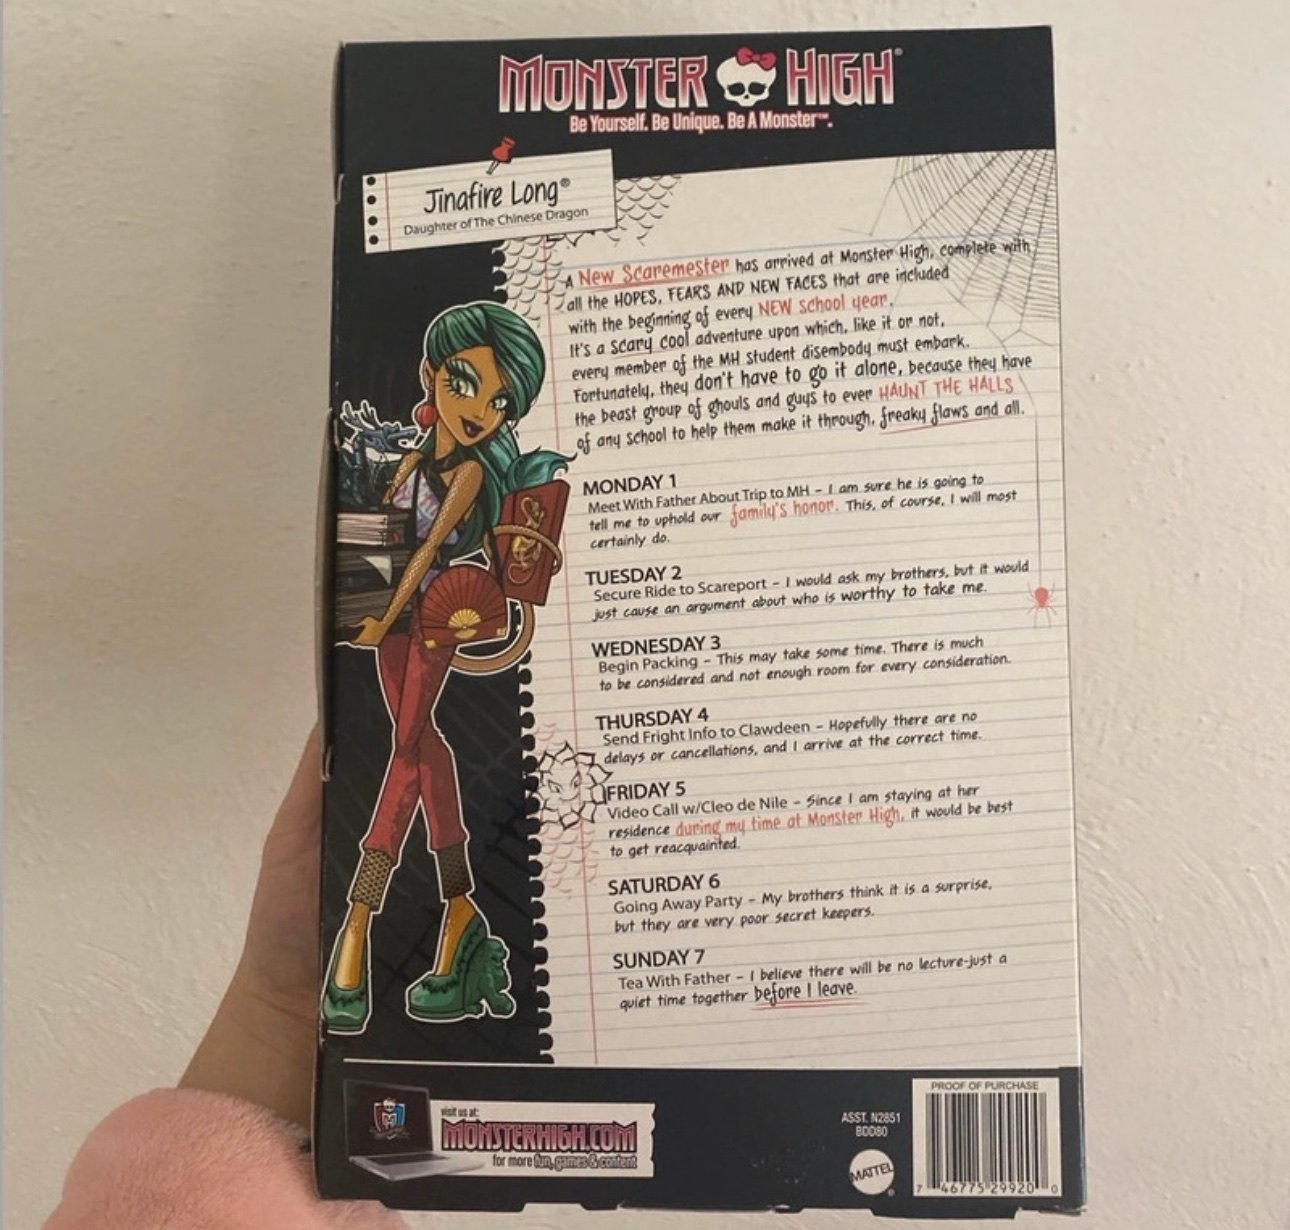 MONSTER HIGH®
Be Yourself. Be Unique. Be A Monster™.
Jinafire Long®
Daughter of The Chinese Dragon
A New Scaremester has arrived at Monster High, complete with
all the HOPES, FEARS AND NEW FACES that are included
with the beginning of every NEW school year.
It's a scary cool adventure upon which, like it or not,
every member of the MH student disembody must embark.
Fortunately, they don't have to go it alone, because they have
the beast group of ghouls and guys to ever HAUNT THE HALLS
of any school to help them make it through, freaky flaws and all.
MONDAY 1
Meet With Father About Trip to MH – I am sure he is going to
tell me to uphold our family's honor. This, of course, I will most
certainly do.
TUESDAY 2
Secure Ride to Scareport – I would ask my brothers, but it would
just cause an argument about who is worthy to take me.
WEDNESDAY 3
Begin Packing – This may take some time. There is much
to be considered and not enough room for every consideration.
THURSDAY 4
Send Fright Info to Clawdeen – Hopefully there are no
delays or cancellations, and I arrive at the correct time.
FRIDAY 5
Video Call w/Cleo de Nile – Since I am staying at her
residence during my time at Monster High, it would be best
to get reacquainted.
SATURDAY 6
Going Away Party – My brothers think it is a surprise,
but they are very poor secret keepers.
SUNDAY 7
Tea With Father – I believe there will be no lecture-just a
quiet time together before I leave.
visit us at:
MONSTERHIGH.COM
for more fun, games & content
ASST. N2851
BDD80
MATTEL®
PROOF OF PURCHASE
7 46775 29920 0